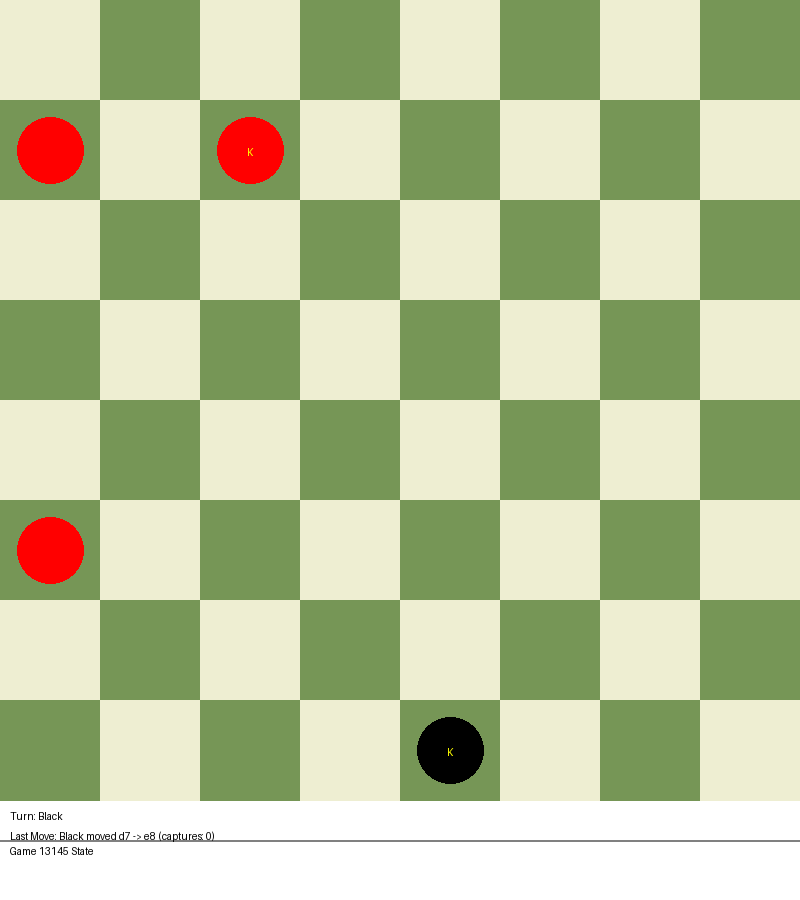 K
K
Turn: Black
Last Move: Black moved d7 -> e8 (captures: 0)
Game 13145 State